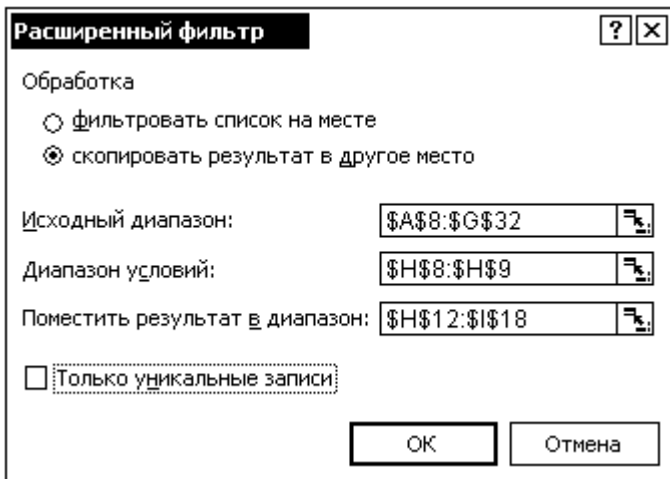 Расширенный фильтр
Обработка
фильтровать список на месте
скопировать результат в другое место
Исходный диапазон: $A$8:$G$32
Диапазон условий: $H$8:$H$9
Поместить результат в диапазон: $H$12:$I$18
Только уникальные записи
ОК Отмена